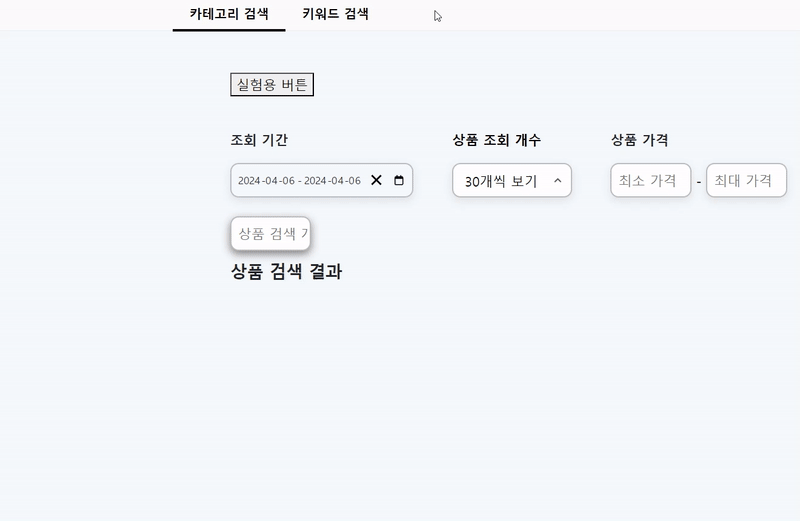 카테고리 검색 키워드 검색
실험용 버튼
조회 기간 상품 조회 개수 상품 가격
2024-04-06 - 2024-04-06 30개씩 보기 최소 가격 - 최대 가격
상품 검색
상품 검색 결과